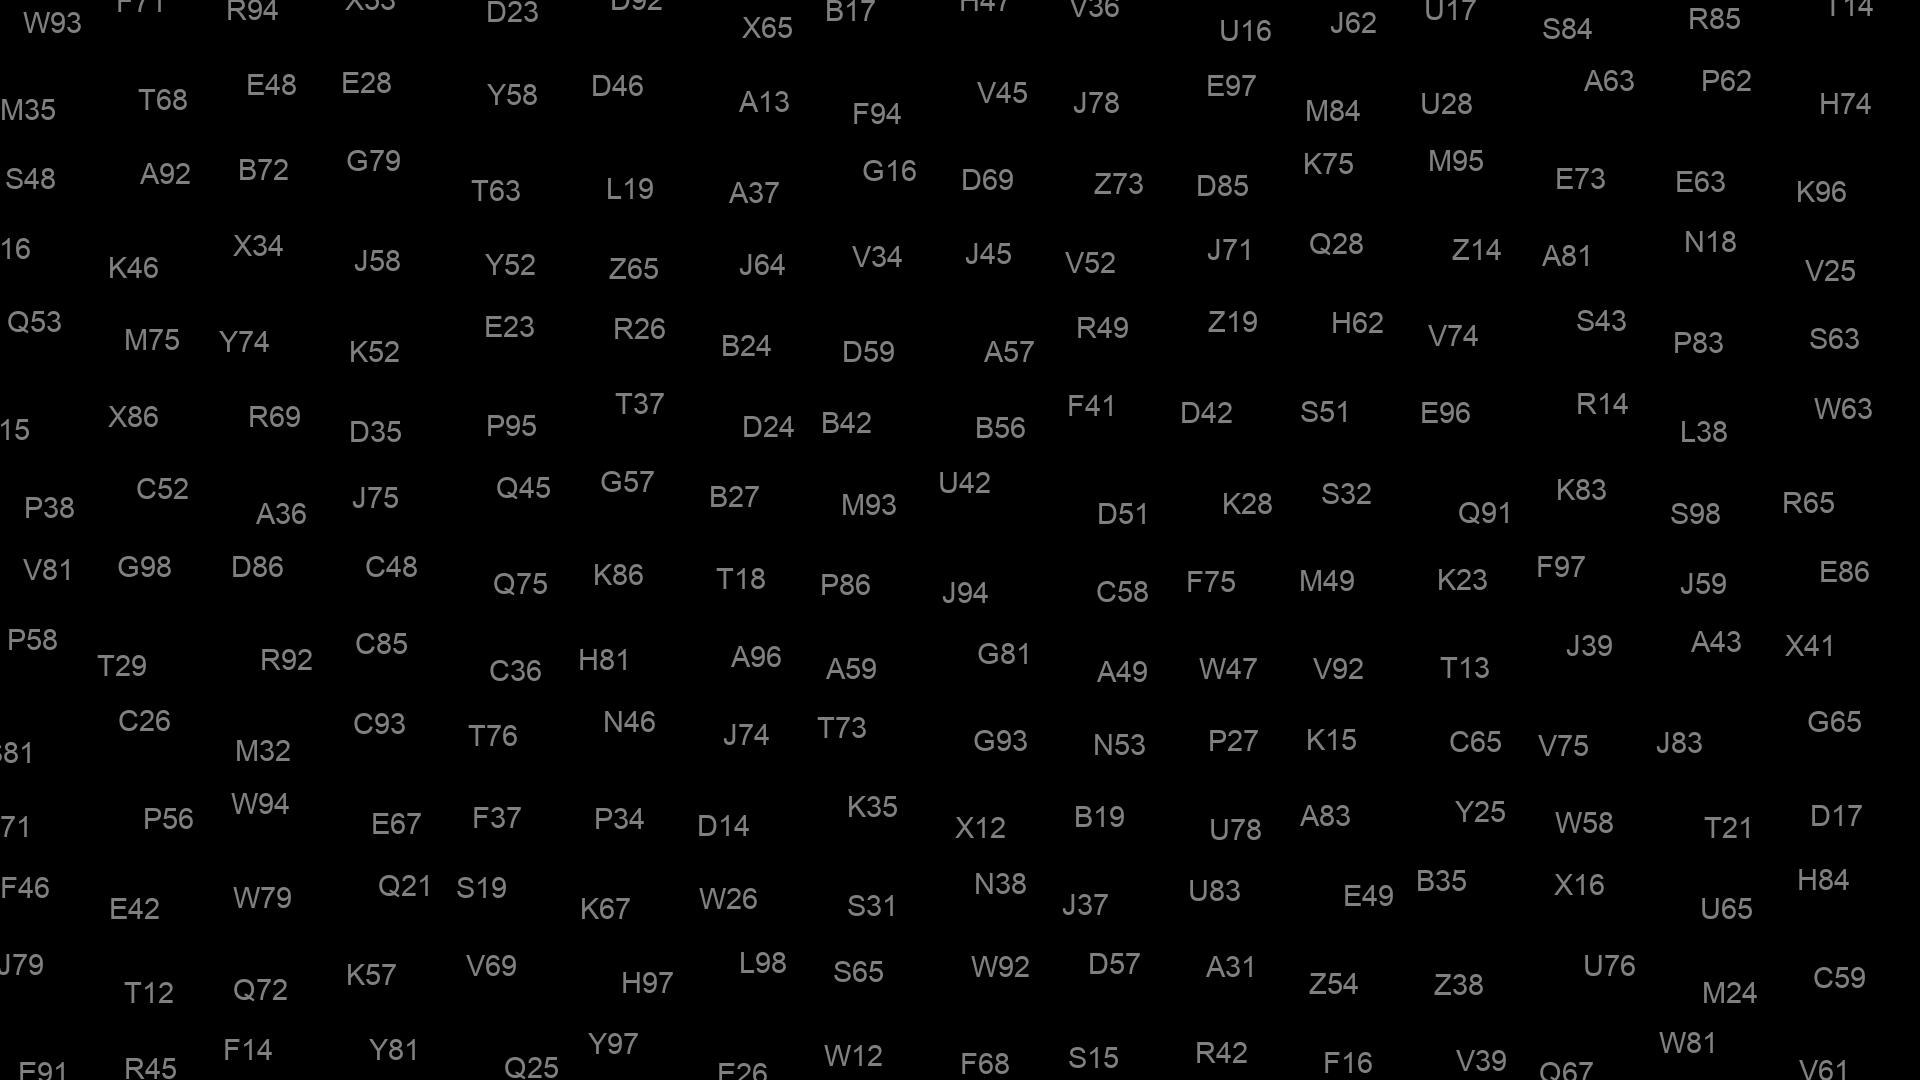 W93 F71 R94 X53 D23 D92 X65 B17 H47 V36 U16 J62 U17 S84 R85 T14
M35 T68 E48 E28 Y58 D46 A13 F94 V45 J78 E97 M84 U28 A63 P62 H74
S48 A92 B72 G79 T63 L19 A37 G16 D69 Z73 D85 K75 M95 E73 E63 K96
16 K46 X34 J58 Y52 Z65 J64 V34 J45 V52 J71 Q28 Z14 A81 N18 V25
Q53 M75 Y74 K52 E23 R26 B24 D59 A57 R49 Z19 H62 V74 S43 P83 S63
15 X86 R69 D35 P95 T37 D24 B42 B56 F41 D42 S51 E96 R14 L38 W63
P38 C52 A36 J75 Q45 G57 B27 M93 U42 D51 K28 S32 Q91 K83 S98 R65
V81 G98 D86 C48 Q75 K86 T18 P86 J94 C58 F75 M49 K23 F97 J59 E86
P58 T29 R92 C85 C36 H81 A96 A59 G81 A49 W47 V92 T13 J39 A43 X41
81 C26 M32 C93 T76 N46 J74 T73 G93 N53 P27 K15 C65 V75 J83 G65
71 P56 W94 E67 F37 P34 D14 K35 X12 B19 U78 A83 Y25 W58 T21 D17
F46 E42 W79 Q21 S19 K67 W26 S31 N38 J37 U83 E49 B35 X16 U65 H84
J79 T12 Q72 K57 V69 H97 L98 S65 W92 D57 A31 Z54 Z38 U76 M24 C59
R45 F14 Y81 Q25 Y97 W12 F68 S15 R42 F16 V39 Q67 W81 V61